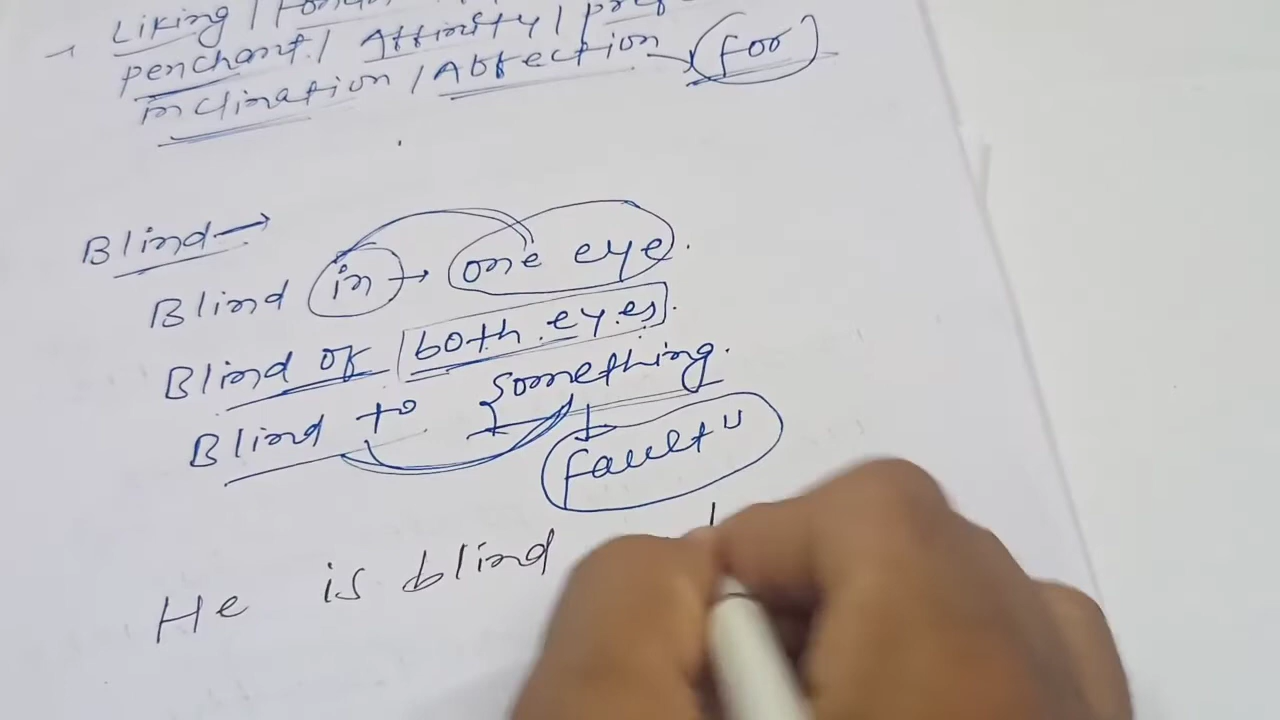 Liking /
penchant / Affinity /
inclination / Affection → for
Blind →
Blind in → one eye.
Blind of both eyes.
Blind to something.
fault"
He is blind